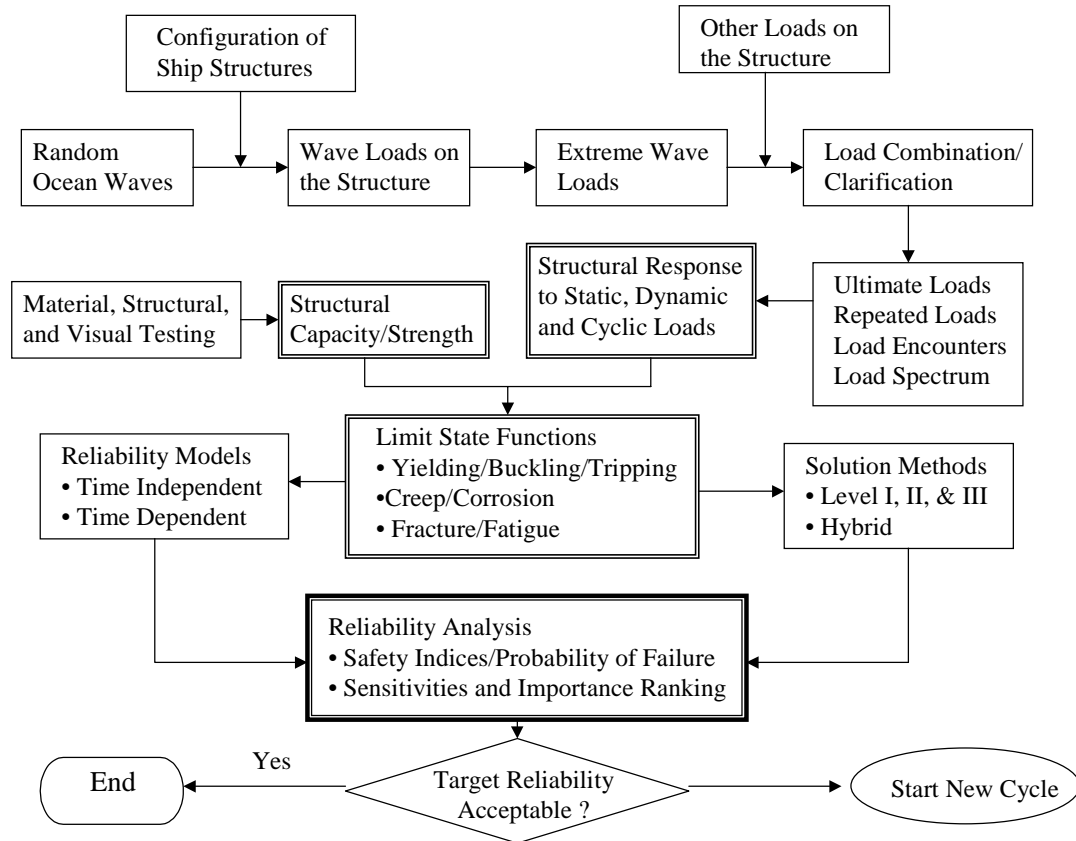 Configuration of
Ship Structures
Other Loads on
the Structure
Random
Ocean Waves
Wave Loads on
the Structure
Extreme Wave
Loads
Load Combination/
Clarification
Material, Structural,
and Visual Testing
Structural
Capacity/Strength
Structural Response
to Static, Dynamic
and Cyclic Loads
Ultimate Loads
Repeated Loads
Load Encounters
Load Spectrum
Reliability Models
• Time Independent
• Time Dependent
Limit State Functions
• Yielding/Buckling/Tripping
•Creep/Corrosion
• Fracture/Fatigue
Solution Methods
• Level I, II, & III
• Hybrid
Reliability Analysis
• Safety Indices/Probability of Failure
• Sensitivities and Importance Ranking
End
Yes
Target Reliability
Acceptable ?
Start New Cycle